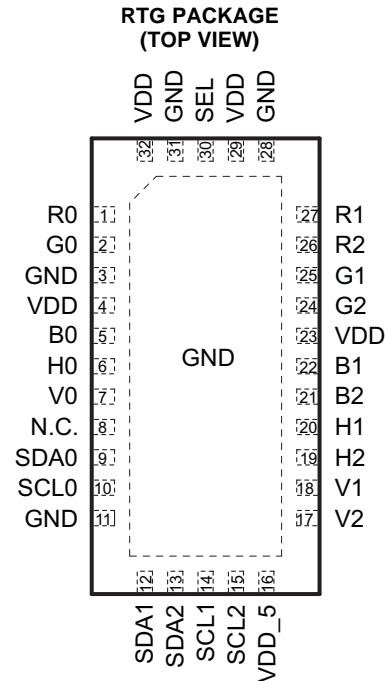 RTG PACKAGE
(TOP VIEW)
VDD
GND
SEL
VDD
GND
32
31
30
29
28
R0 1
G0 2
GND 3
VDD 4
B0 5
H0 6
V0 7
N.C. 8
SDA0 9
SCL0 10
GND 11
GND
27 R1
26 R2
25 G1
24 G2
23 VDD
22 B1
21 B2
20 H1
19 H2
18 V1
17 V2
12
13
14
15
16
SDA1
SDA2
SCL1
SCL2
VDD_5